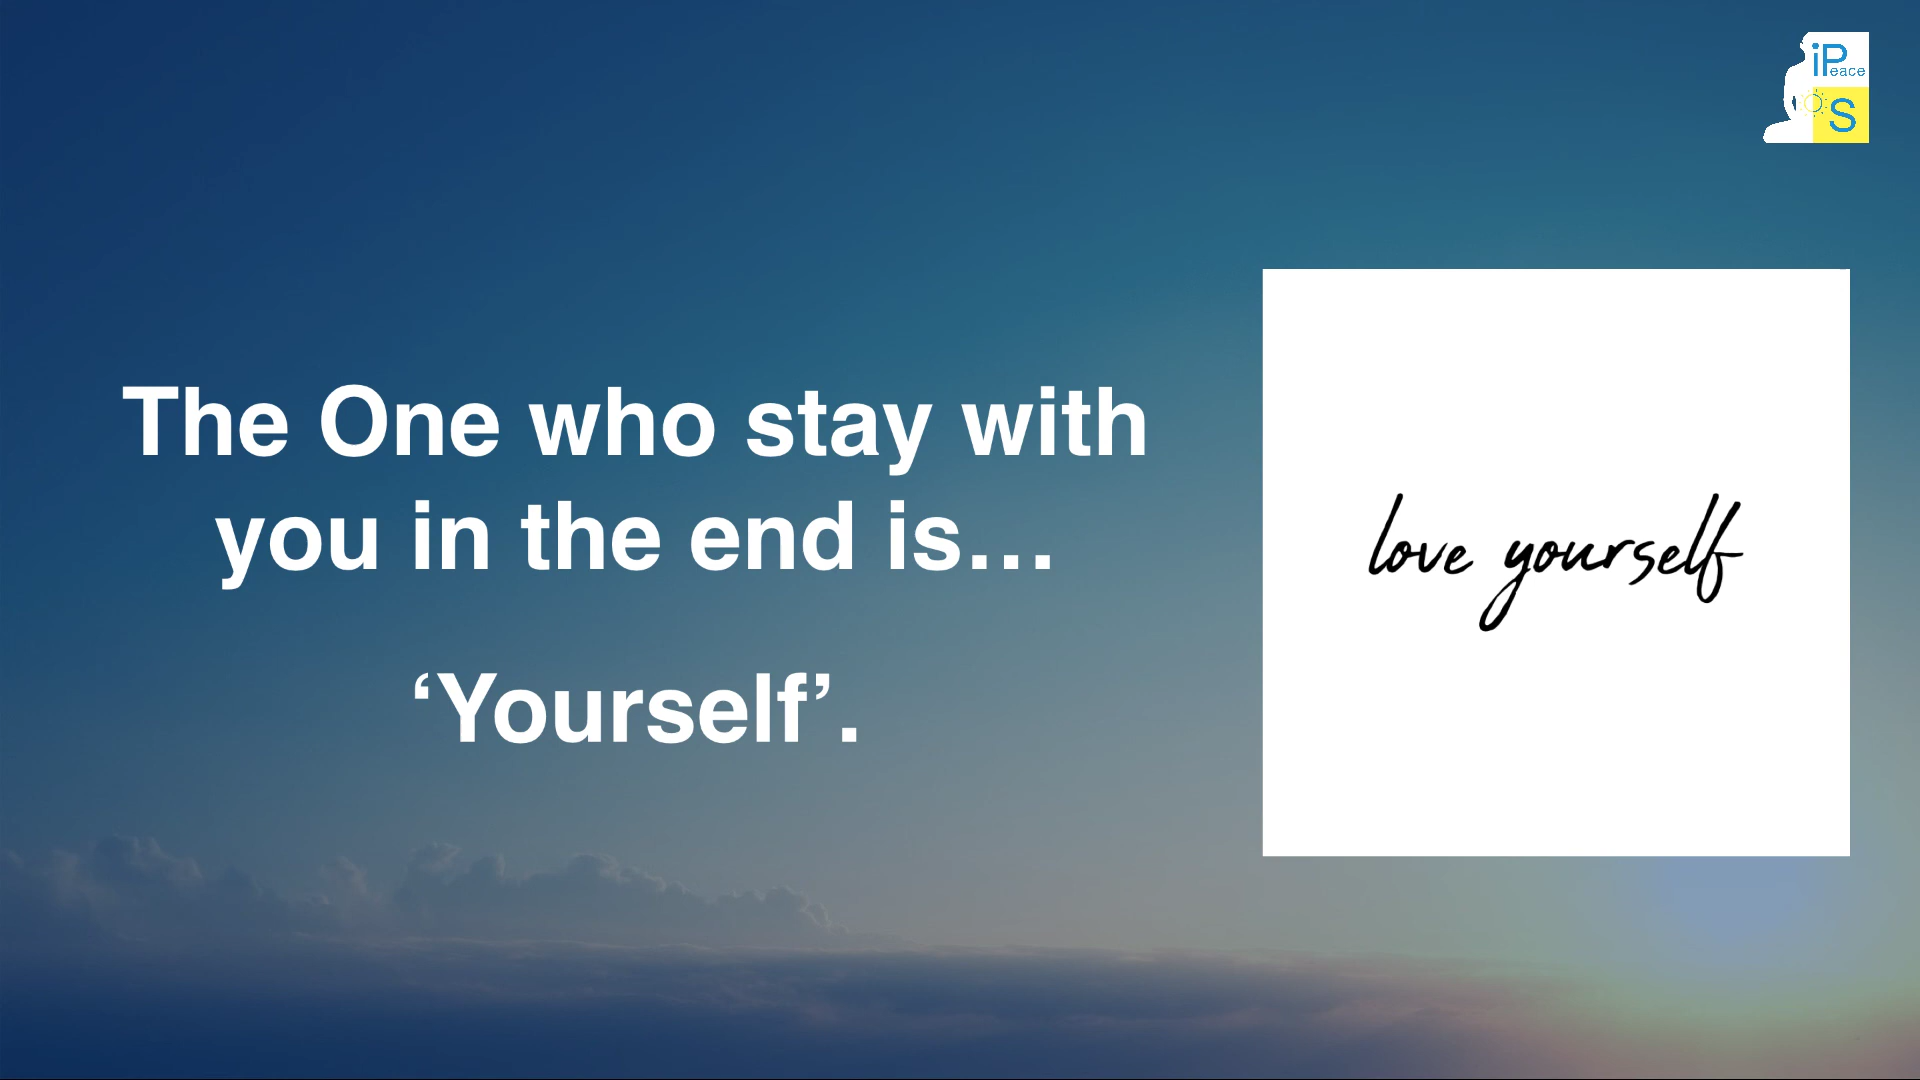 iPeace
S
The One who stay with
you in the end is…
‘Yourself’.
love yourself